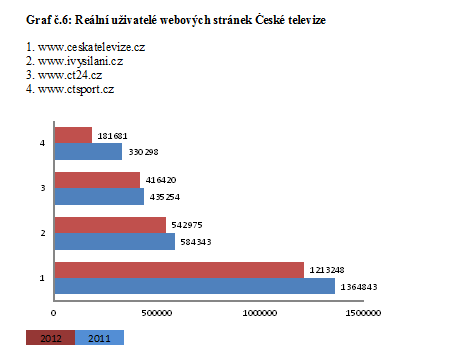 Graf č.6: Reální uživatelé webových stránek České televize
1. www.ceskatelevize.cz
2. www.ivysilani.cz
3. www.ct24.cz
4. www.ctsport.cz
4
181681
330298
3
416420
435254
2
542975
584343
1
1213248
1364843
0 500000 1000000 1500000
2012 2011